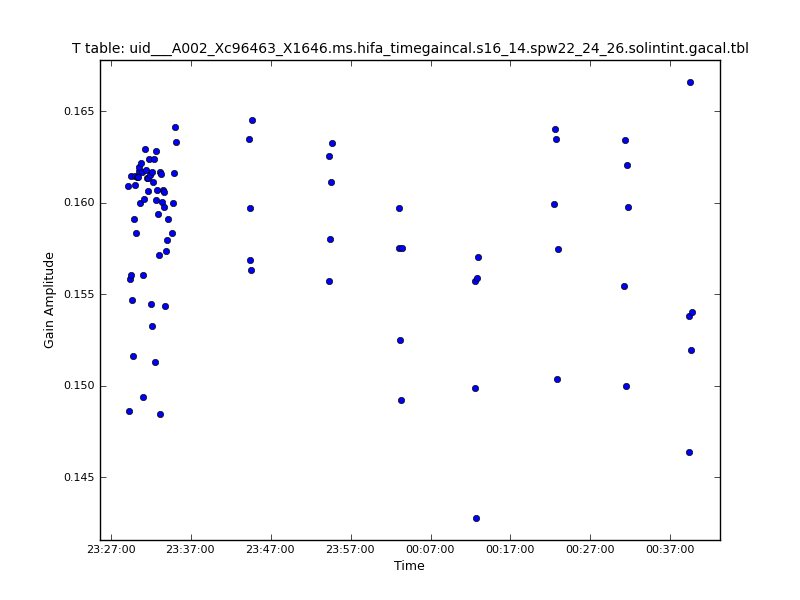 T table: uid___A002_Xc96463_X1646.ms.hifa_timegaincal.s16_14.spw22_24_26.solintint.gacal.tbl
0.165
0.160
0.155
0.150
0.145
Gain Amplitude
23:27:00 23:37:00 23:47:00 23:57:00 00:07:00 00:17:00 00:27:00 00:37:00
Time